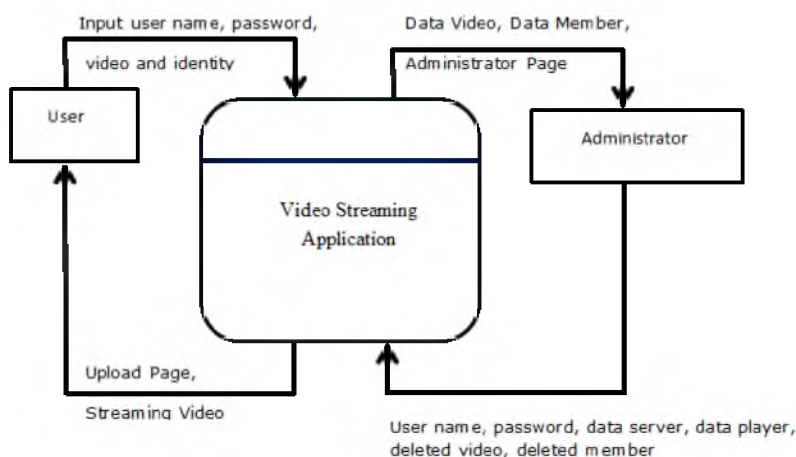 Input user name, password,
video and identity
Data Video, Data Member,
Administrator Page
User
Administrator
Video Streaming
Application
Upload Page,
Streaming Video
User name, password, data server, data player,
deleted video, deleted member